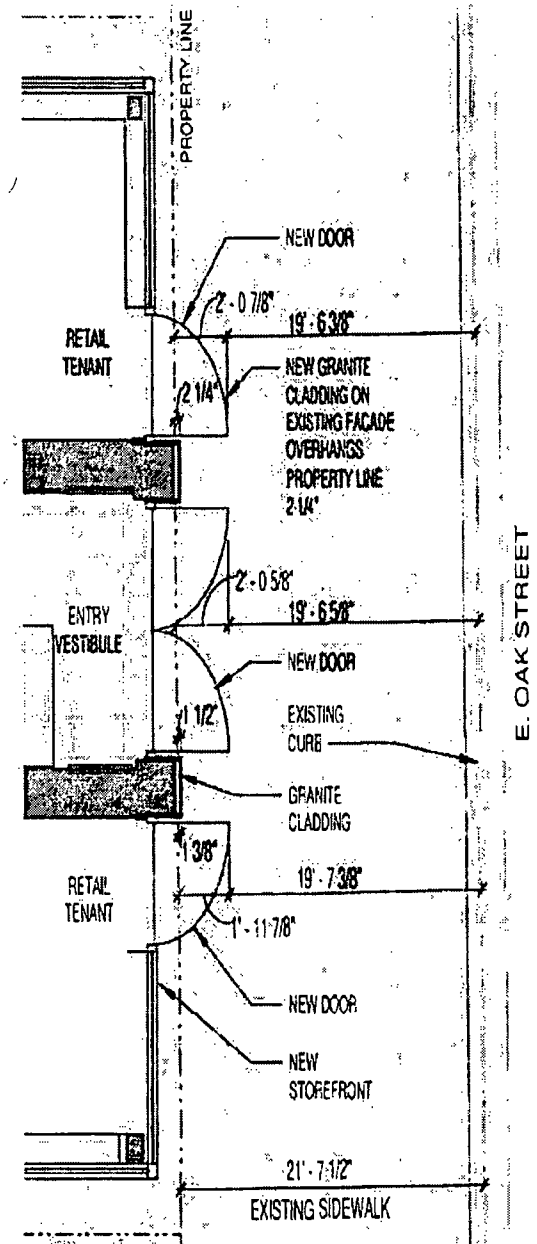 PROPERTY LINE
NEW DOOR
2'- 0 7/8"
19'- 6 3/8"
RETAIL
TENANT
2 1/4"
NEW GRANITE
CLADDING ON
EXISTING FACADE
OVERHANGS
PROPERTY LINE
2 1/4"
2'- 0 5/8"
19'- 6 5/8"
ENTRY
VESTIBULE
NEW DOOR
1 1/2"
EXISTING
CURB
E. OAK STREET
GRANITE
CLADDING
1 3/8"
RETAIL
TENANT
19'- 7 3/8"
1'- 11 7/8"
NEW DOOR
NEW
STOREFRONT
21'- 7 1/2"
EXISTING SIDEWALK